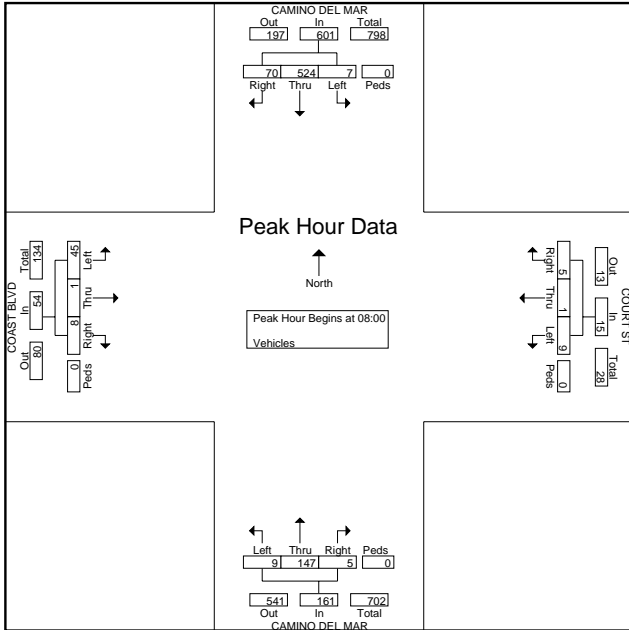 CAMINO DEL MAR
Out In Total
197 601 798
70 524 7 0
Right Thru Left Peds
Peak Hour Data
North
Peak Hour Begins at 08:00
Vehicles
COAST BLVD
Out In Total
80 54 134
Left Thru Right Peds
45 1 8 0
COURT ST
Out In Total
13 15 28
Right Thru Left Peds
5 1 9 0
Left Thru Right Peds
9 147 5 0
541 161 702
Out In Total
CAMINO DEL MAR